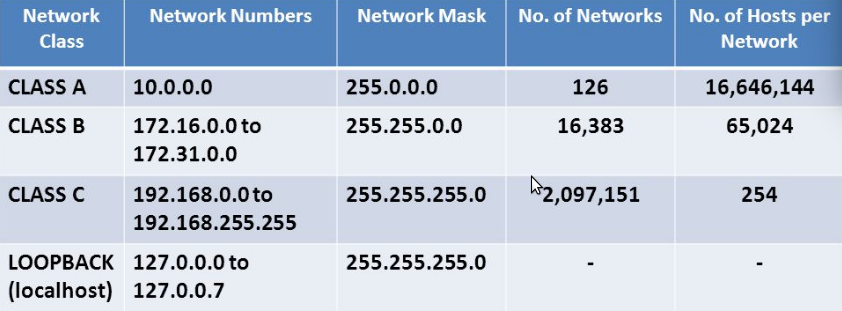 Network Class Network Numbers Network Mask No. of Networks No. of Hosts per Network
CLASS A 10.0.0.0 255.0.0.0 126 16,646,144
CLASS B 172.16.0.0 to 255.255.0.0 16,383 65,024
172.31.0.0
CLASS C 192.168.0.0 to 255.255.255.0 2,097,151 254
192.168.255.255
LOOPBACK 127.0.0.0 to 255.255.255.0 - -
(localhost) 127.0.0.7